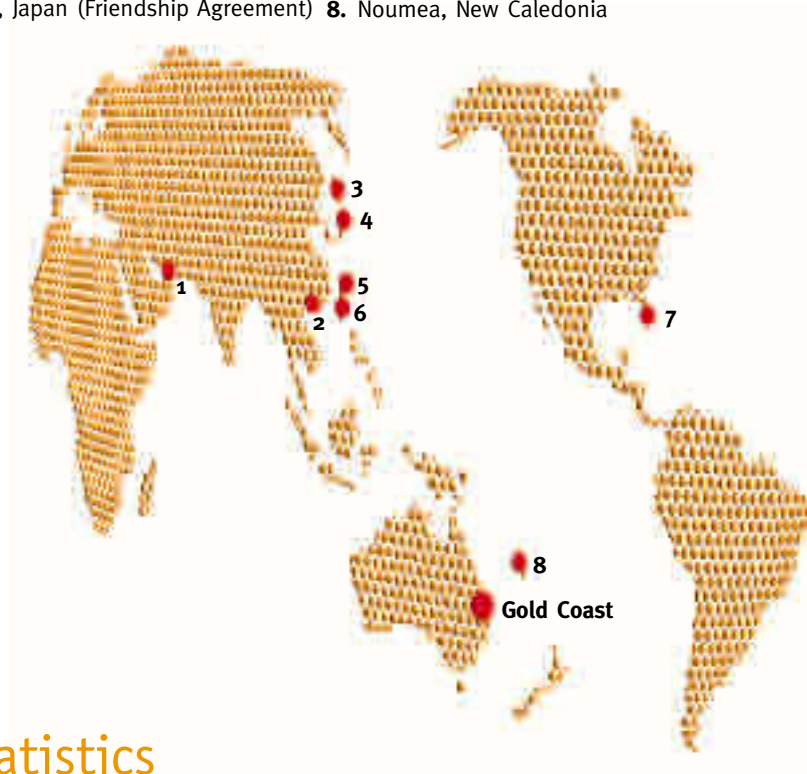 , Japan (Friendship Agreement) 8. Noumea, New Caledonia
3
4
1
5
2
6
7
8
Gold Coast
atistics